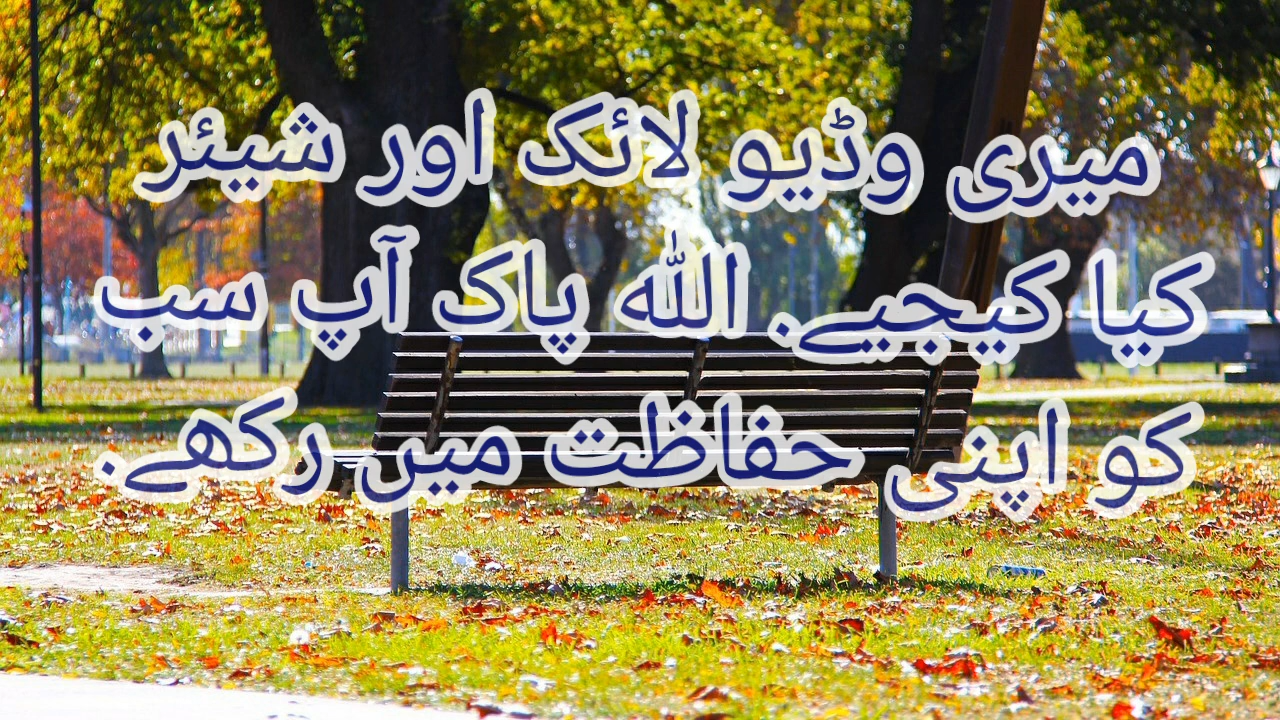 میری وڈیو لائک اور شیئر
کیا کیجیے. اللہ پاک آپ سب
کو اپنی حفاظت میں رکھے.